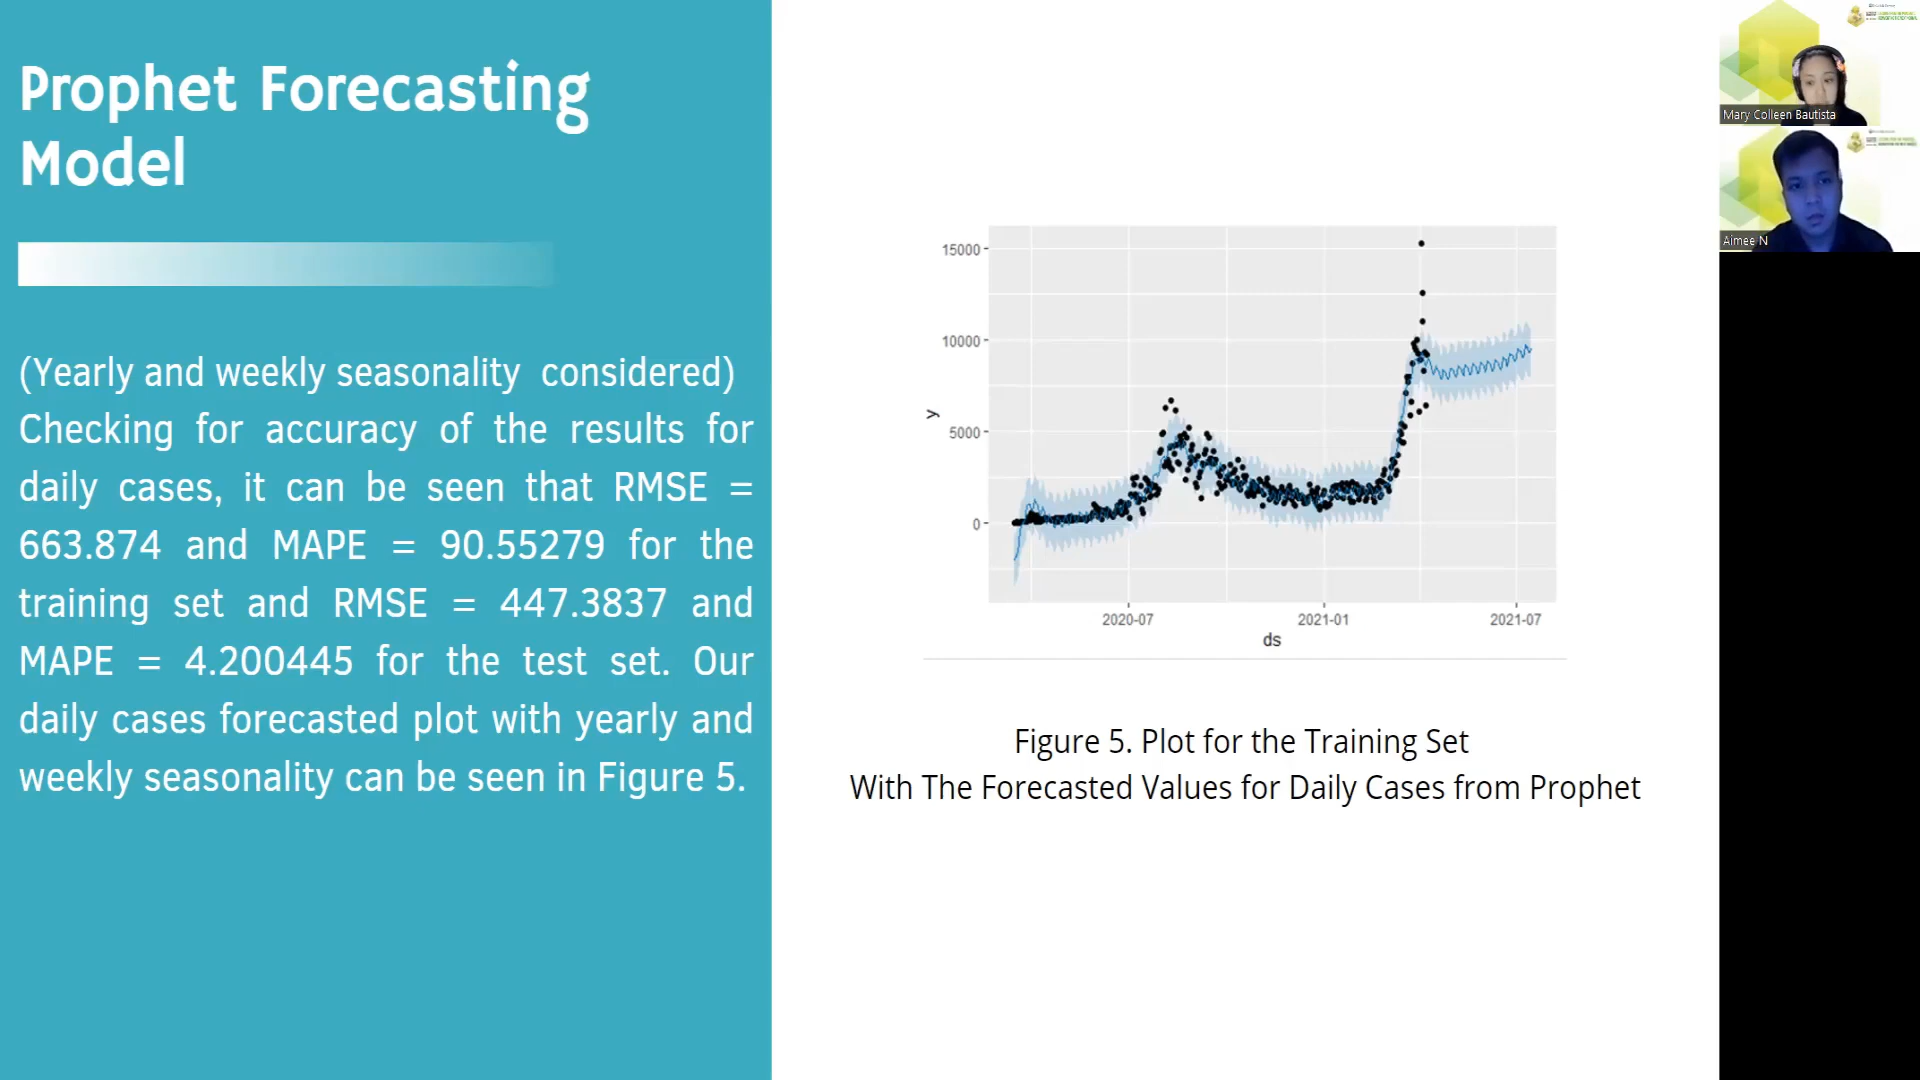 Prophet Forecasting
Model
(Yearly and weekly seasonality considered)
Checking for accuracy of the results for
daily cases, it can be seen that RMSE =
663.874 and MAPE = 90.55279 for the
training set and RMSE = 447.3837 and
MAPE = 4.200445 for the test set. Our
daily cases forecasted plot with yearly and
weekly seasonality can be seen in Figure 5.
15000
10000
5000
0
y
2020-07
2021-01
2021-07
ds
Figure 5. Plot for the Training Set
With The Forecasted Values for Daily Cases from Prophet
Mary Colleen Bautista
Aimee N